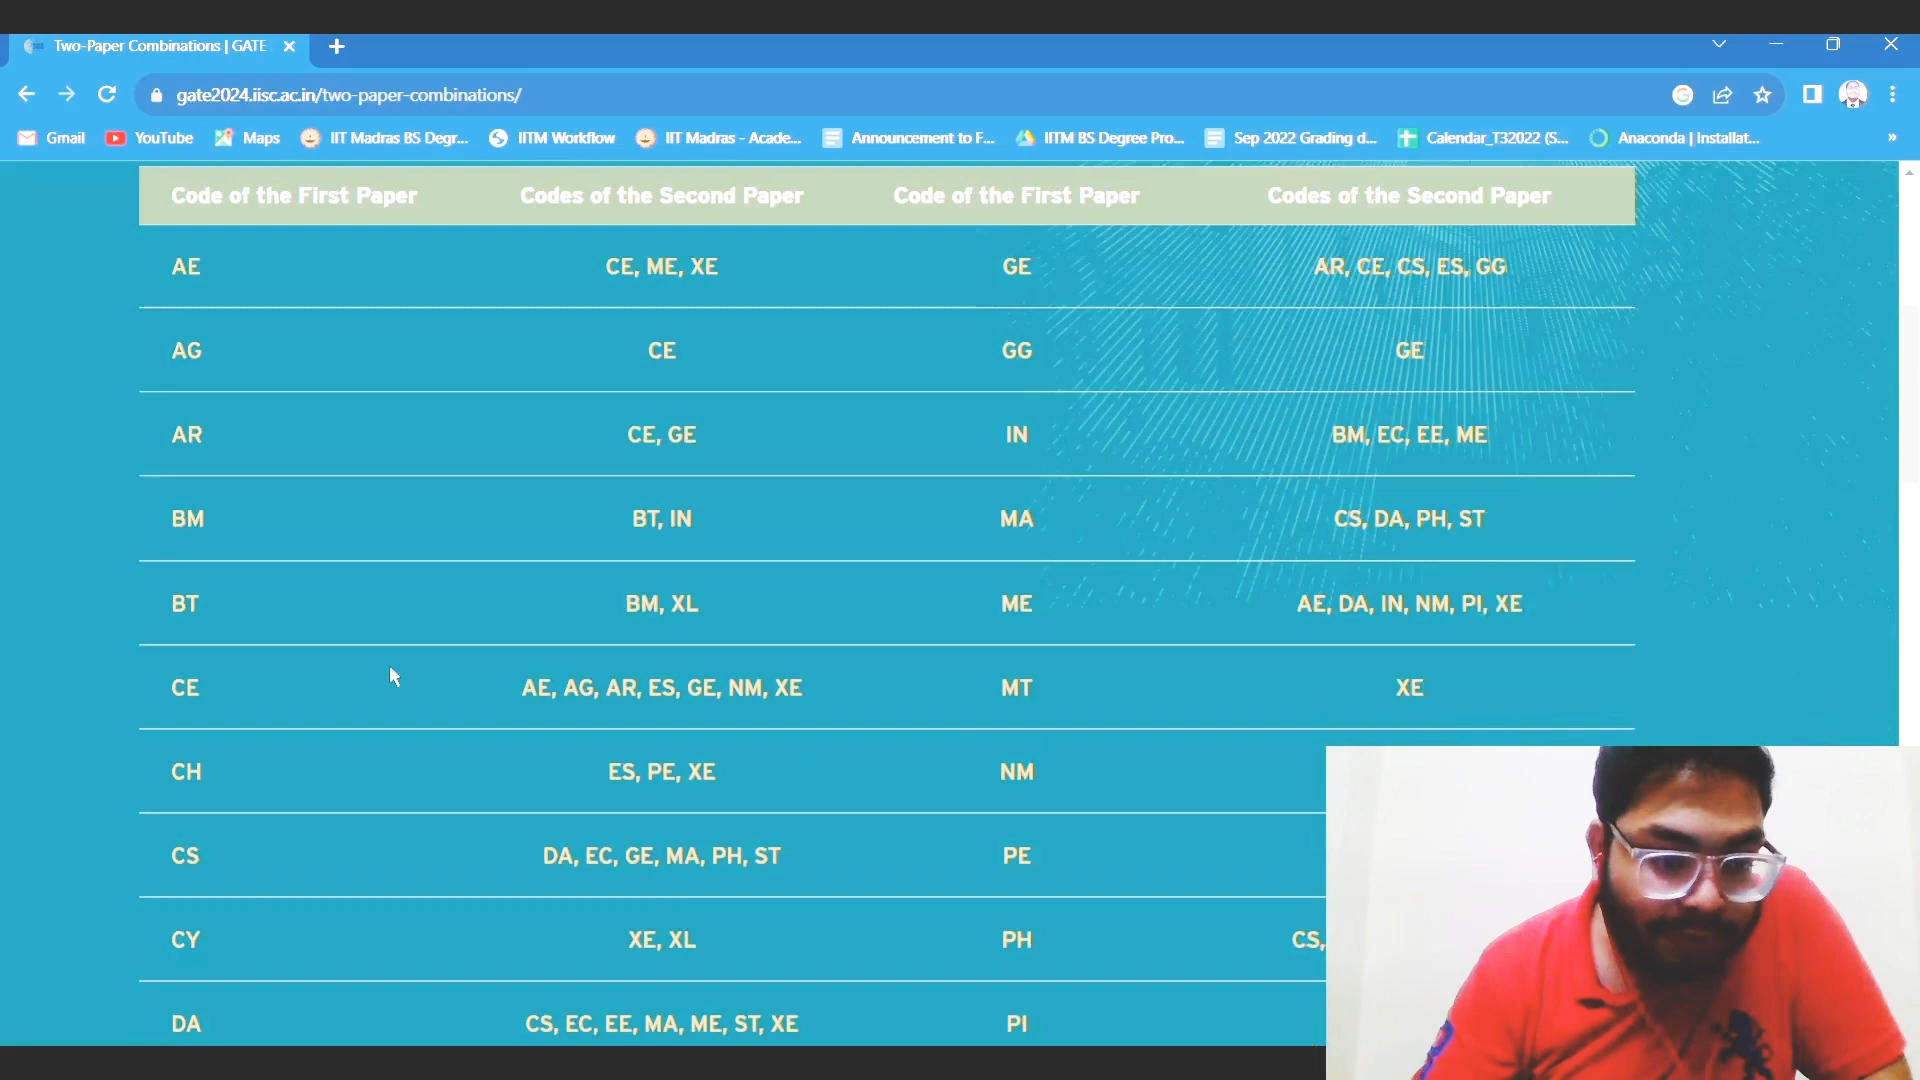 Two-Paper Combinations | GATE
gate2024.iisc.ac.in/two-paper-combinations/
Gmail YouTube Maps IIT Madras BS Degr... IITM Workflow IIT Madras - Acade... Announcement to F... IITM BS Degree Pro... Sep 2022 Grading d... Calendar_T32022 (S... Anaconda | Installat... »
Code of the First Paper Codes of the Second Paper Code of the First Paper Codes of the Second Paper
AE CE, ME, XE GE AR, CE, CS, ES, GG
AG CE GG GE
AR CE, GE IN BM, EC, EE, ME
BM BT, IN MA CS, DA, PH, ST
BT BM, XL ME AE, DA, IN, NM, PI, XE
CE AE, AG, AR, ES, GE, NM, XE MT XE
CH ES, PE, XE NM
CS DA, EC, GE, MA, PH, ST PE
CY XE, XL PH CS,
DA CS, EC, EE, MA, ME, ST, XE PI